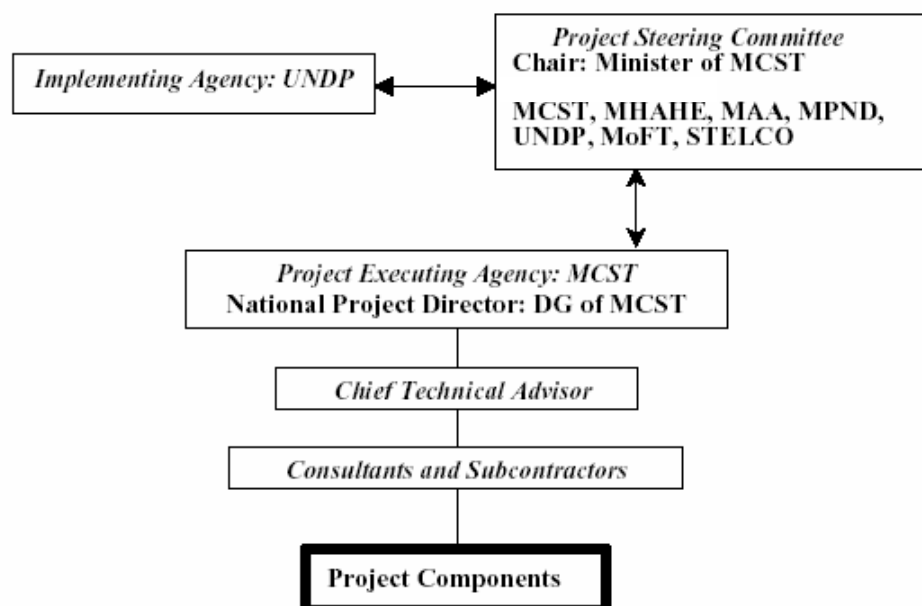 Implementing Agency: UNDP
Project Steering Committee
Chair: Minister of MCST
MCST, MHAHE, MAA, MPND,
UNDP, MoFT, STELCO
Project Executing Agency: MCST
National Project Director: DG of MCST
Chief Technical Advisor
Consultants and Subcontractors
Project Components